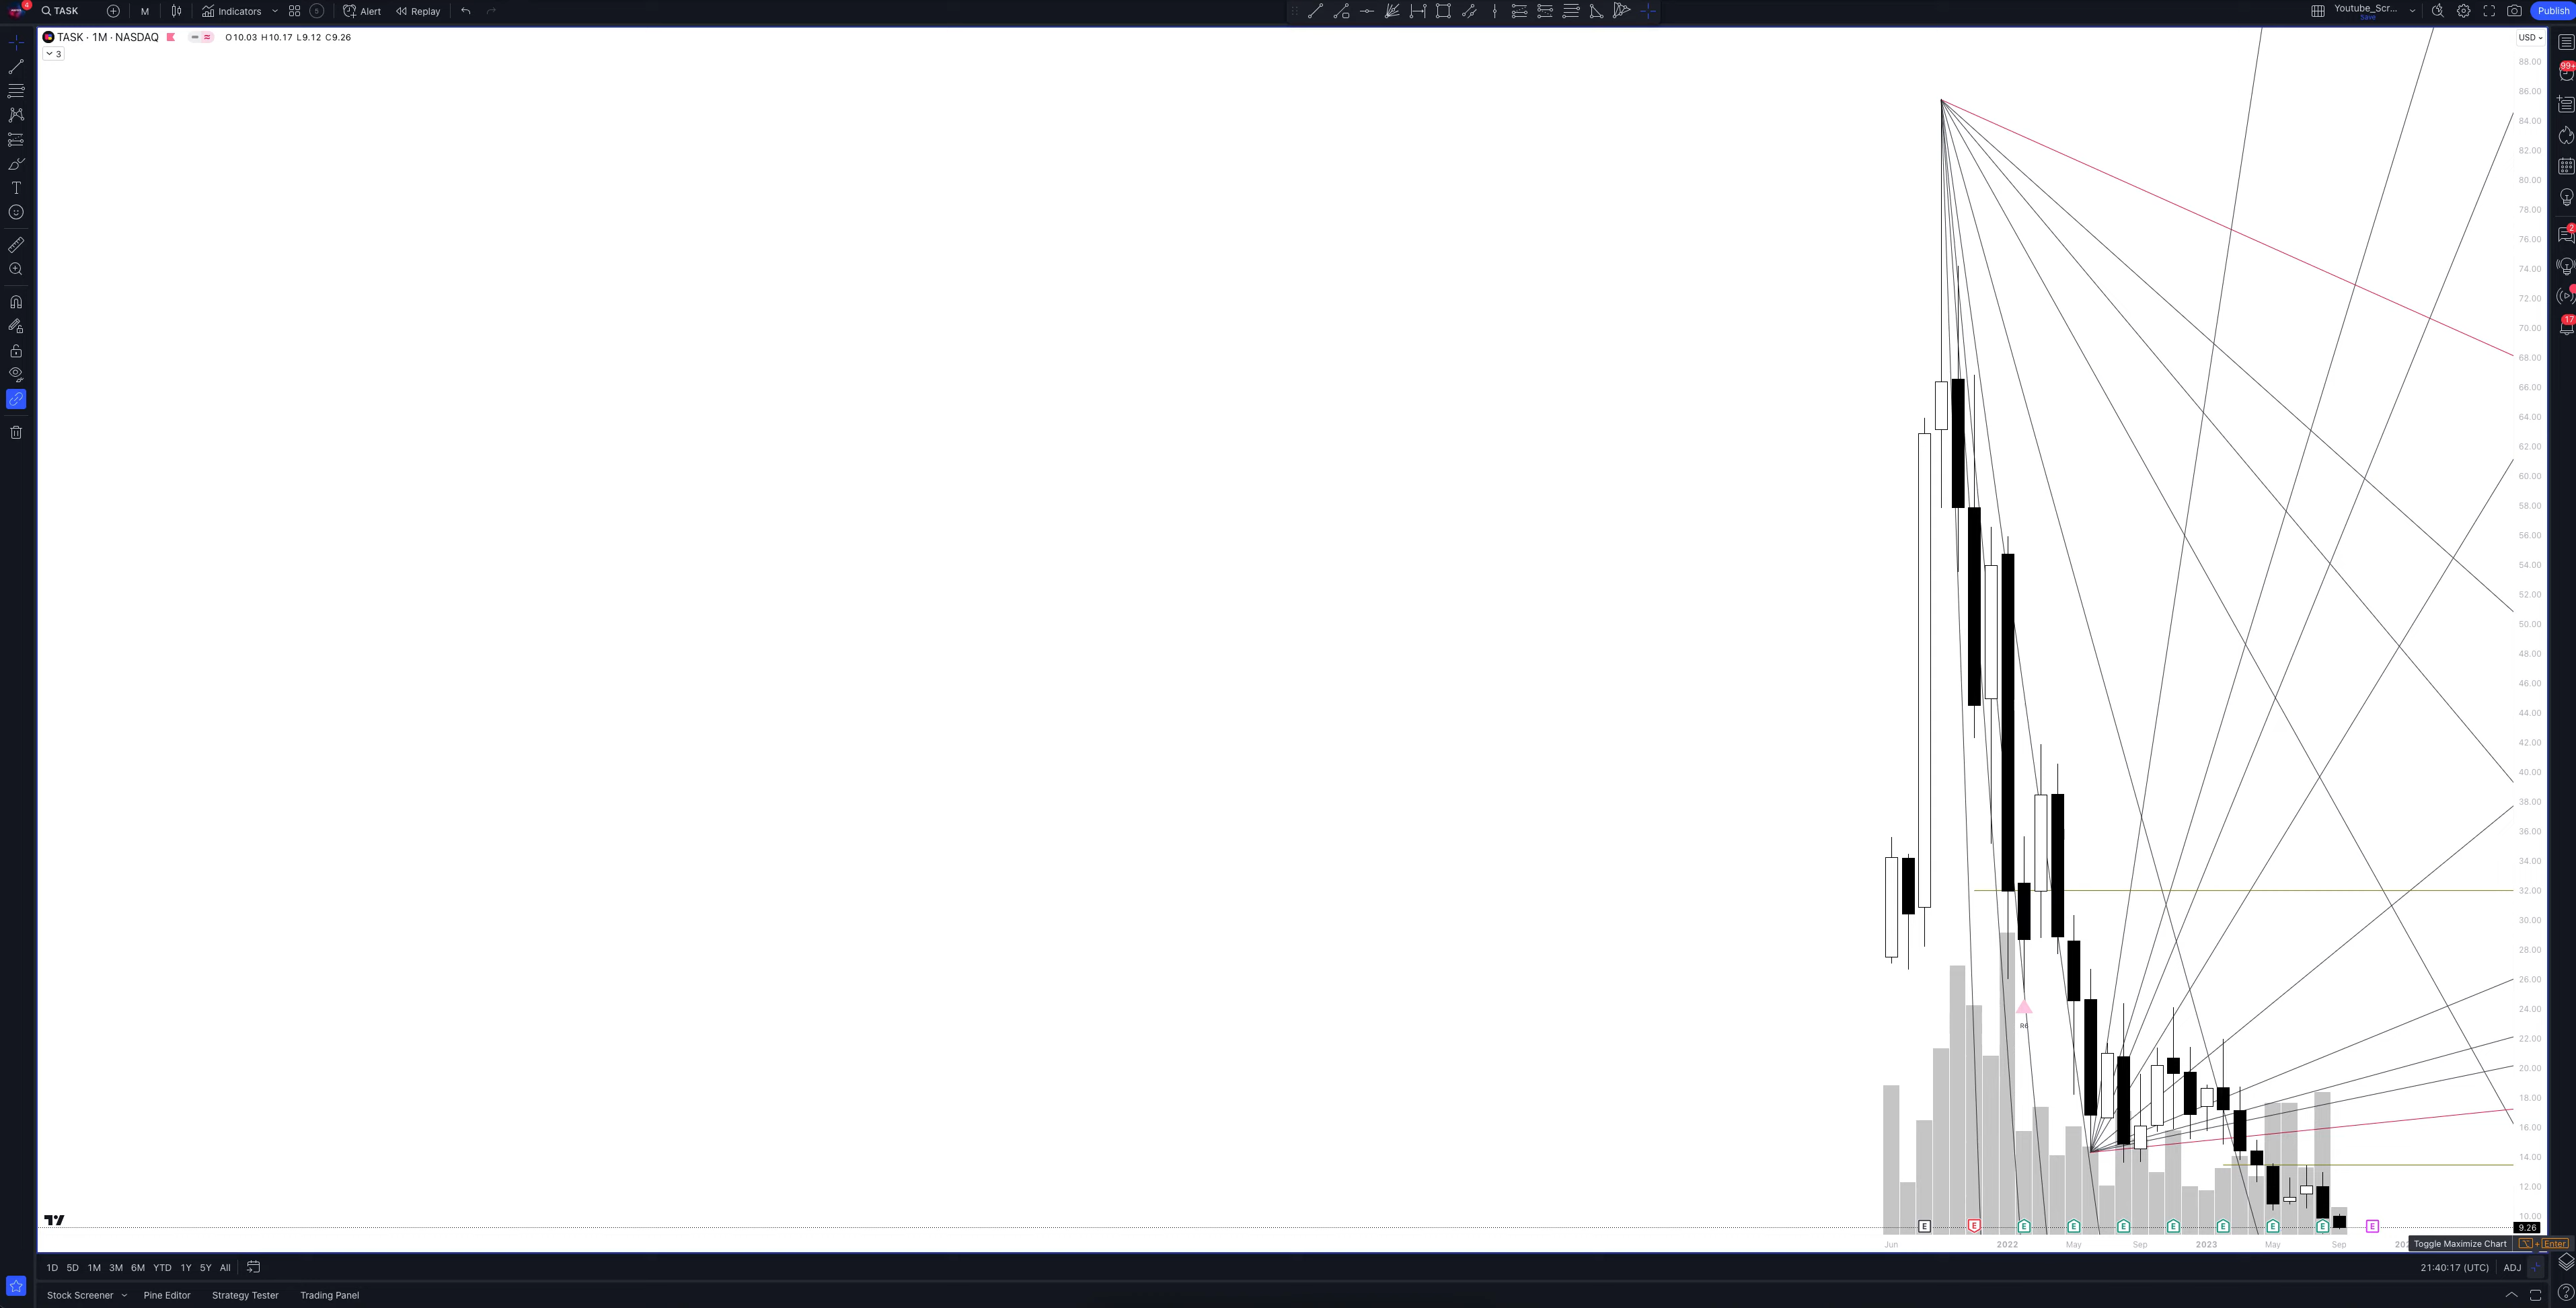 4
TASK
M
Indicators
5
Alert
Replay
Youtube_Scr...
Save
Publish
TASK · 1M · NASDAQ
O10.03 H10.17 L9.12 C9.26
3
USD
88.00
86.00
84.00
82.00
80.00
78.00
76.00
74.00
72.00
70.00
68.00
66.00
64.00
62.00
60.00
58.00
56.00
54.00
52.00
50.00
48.00
46.00
44.00
42.00
40.00
38.00
36.00
34.00
32.00
30.00
28.00
26.00
24.00
22.00
20.00
18.00
16.00
14.00
12.00
10.00
9.26
99+
2
17
T
R6
E E E E E E E E E E
Jun 2022 May Sep 2023 May Sep
Toggle Maximize Chart ⌥ + Enter
1D 5D 1M 3M 6M YTD 1Y 5Y All
21:40:17 (UTC) ADJ
Stock Screener Pine Editor Strategy Tester Trading Panel